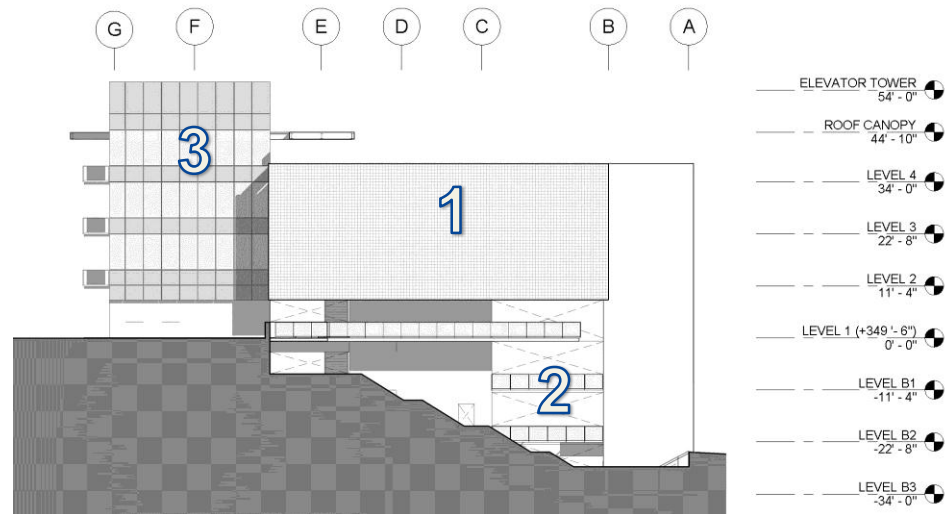 G F E D C B A
ELEVATOR TOWER
54' - 0"
ROOF CANOPY
44' - 10"
LEVEL 4
34' - 0"
LEVEL 3
22' - 8"
LEVEL 2
11' - 4"
LEVEL 1 (+349 '- 6")
0' - 0"
LEVEL B1
-11' - 4"
LEVEL B2
-22' - 8"
LEVEL B3
-34' - 0"
3
1
2